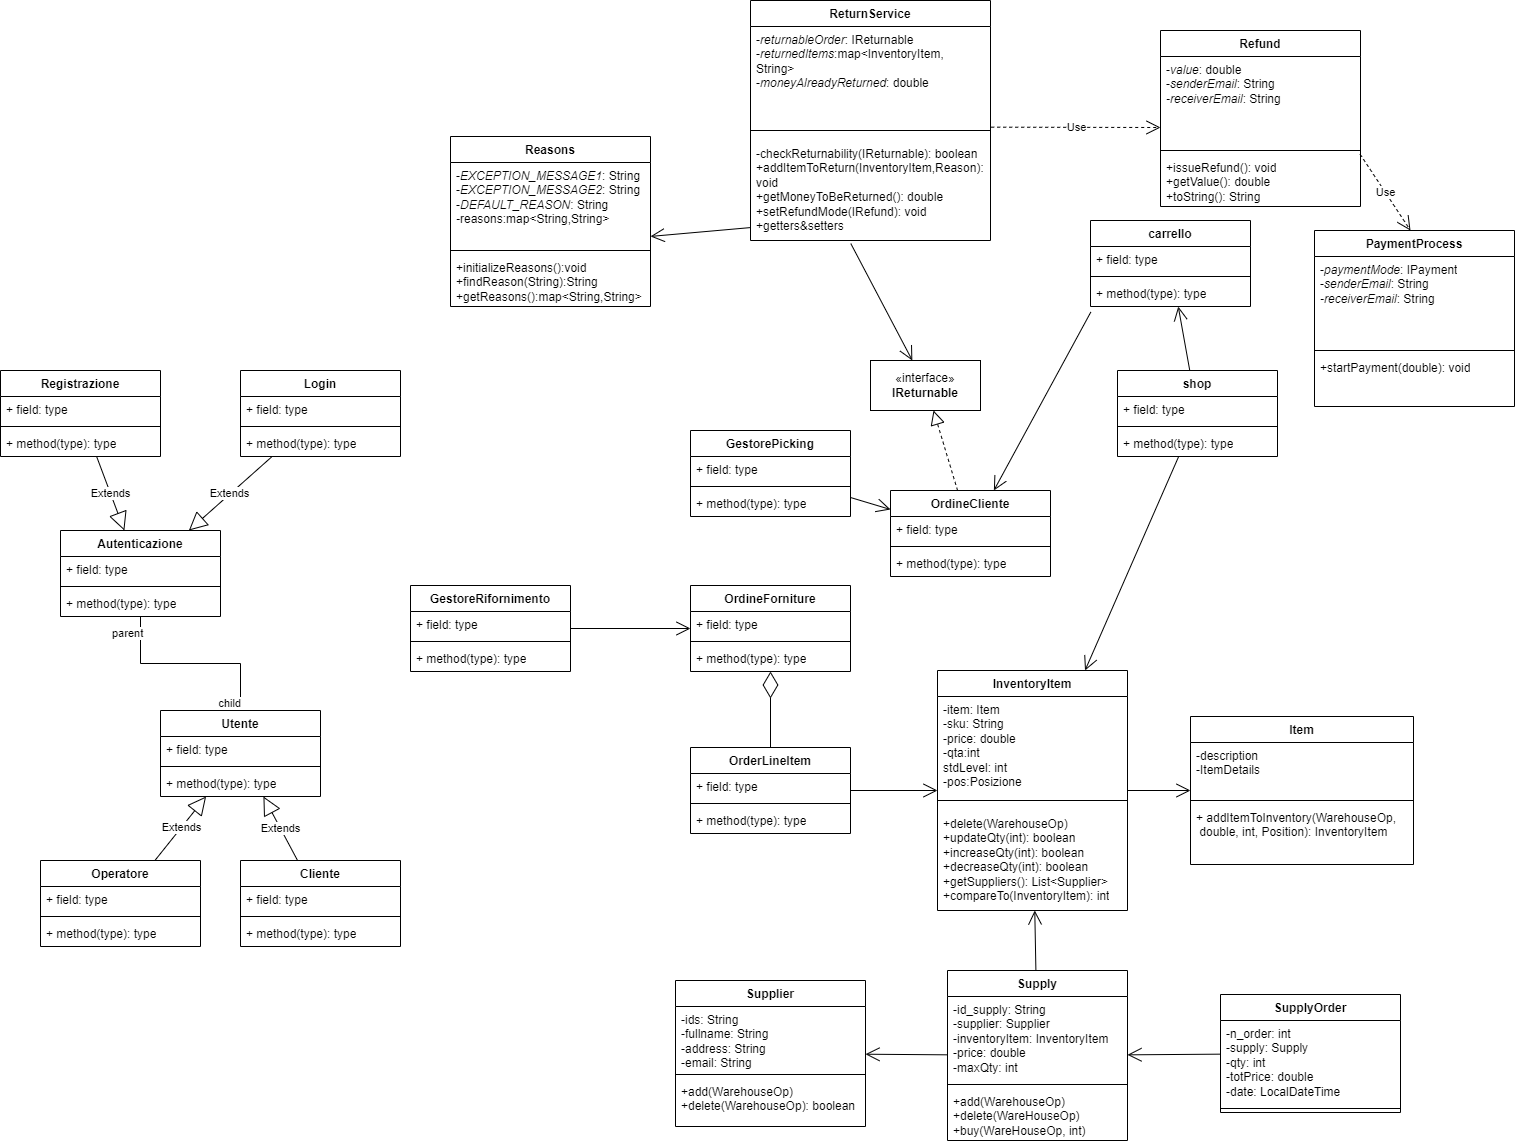 ReturnService
-returnableOrder: IReturnable
-returnedItems:map<InventoryItem,
String>
-moneyAlreadyReturned: double
-checkReturnability(IReturnable): boolean
+addItemToReturn(InventoryItem,Reason):
void
+getMoneyToBeReturned(): double
+setRefundMode(IRefund): void
+getters&setters
Use
Refund
-value: double
-senderEmail: String
-receiverEmail: String
+issueRefund(): void
+getValue(): double
+toString(): String
Use
Reasons
-EXCEPTION_MESSAGE1: String
-EXCEPTION_MESSAGE2: String
-DEFAULT_REASON: String
-reasons:map<String,String>
+initializeReasons():void
+findReason(String):String
+getReasons():map<String,String>
carrello
+ field: type
+ method(type): type
PaymentProcess
-paymentMode: IPayment
-senderEmail: String
-receiverEmail: String
+startPayment(double): void
«interface»
IReturnable
shop
+ field: type
+ method(type): type
Registrazione
+ field: type
+ method(type): type
Login
+ field: type
+ method(type): type
Extends
Extends
GestorePicking
+ field: type
+ method(type): type
OrdineCliente
+ field: type
+ method(type): type
Autenticazione
+ field: type
+ method(type): type
parent
child
GestoreRifornimento
+ field: type
+ method(type): type
OrdineForniture
+ field: type
+ method(type): type
Utente
+ field: type
+ method(type): type
Extends
Extends
OrderLineItem
+ field: type
+ method(type): type
InventoryItem
-item: Item
-sku: String
-price: double
-qta:int
stdLevel: int
-pos:Posizione
+delete(WarehouseOp)
+updateQty(int): boolean
+increaseQty(int): boolean
+decreaseQty(int): boolean
+getSuppliers(): List<Supplier>
+compareTo(InventoryItem): int
Item
-description
-ItemDetails
+ addItemToInventory(WarehouseOp,
double, int, Position): InventoryItem
Operatore
+ field: type
+ method(type): type
Cliente
+ field: type
+ method(type): type
Supplier
-ids: String
-fullname: String
-address: String
-email: String
+add(WarehouseOp)
+delete(WarehouseOp): boolean
Supply
-id_supply: String
-supplier: Supplier
-inventoryItem: InventoryItem
-price: double
-maxQty: int
+add(WarehouseOp)
+delete(WareHouseOp)
+buy(WareHouseOp, int)
SupplyOrder
-n_order: int
-supply: Supply
-qty: int
-totPrice: double
-date: LocalDateTime